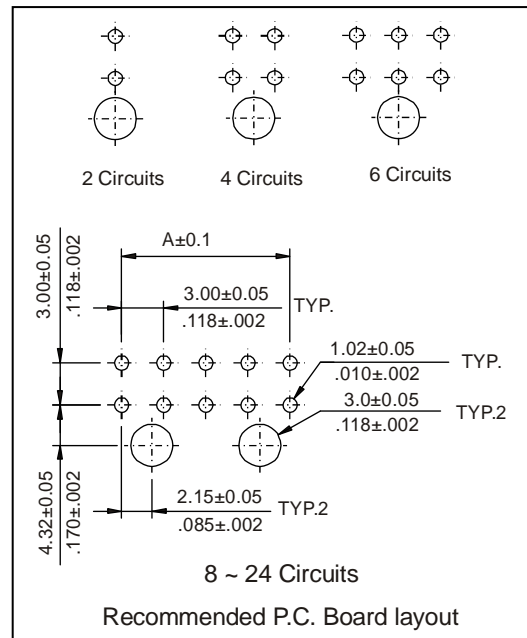 2 Circuits
4 Circuits
6 Circuits
A±0.1
3.00±0.05
.118±.002
3.00±0.05
.118±.002
TYP.
1.02±0.05
.010±.002
TYP.
3.0±0.05
.118±.002
TYP.2
4.32±0.05
.170±.002
2.15±0.05
.085±.002
TYP.2
8 ~ 24 Circuits
Recommended P.C. Board layout